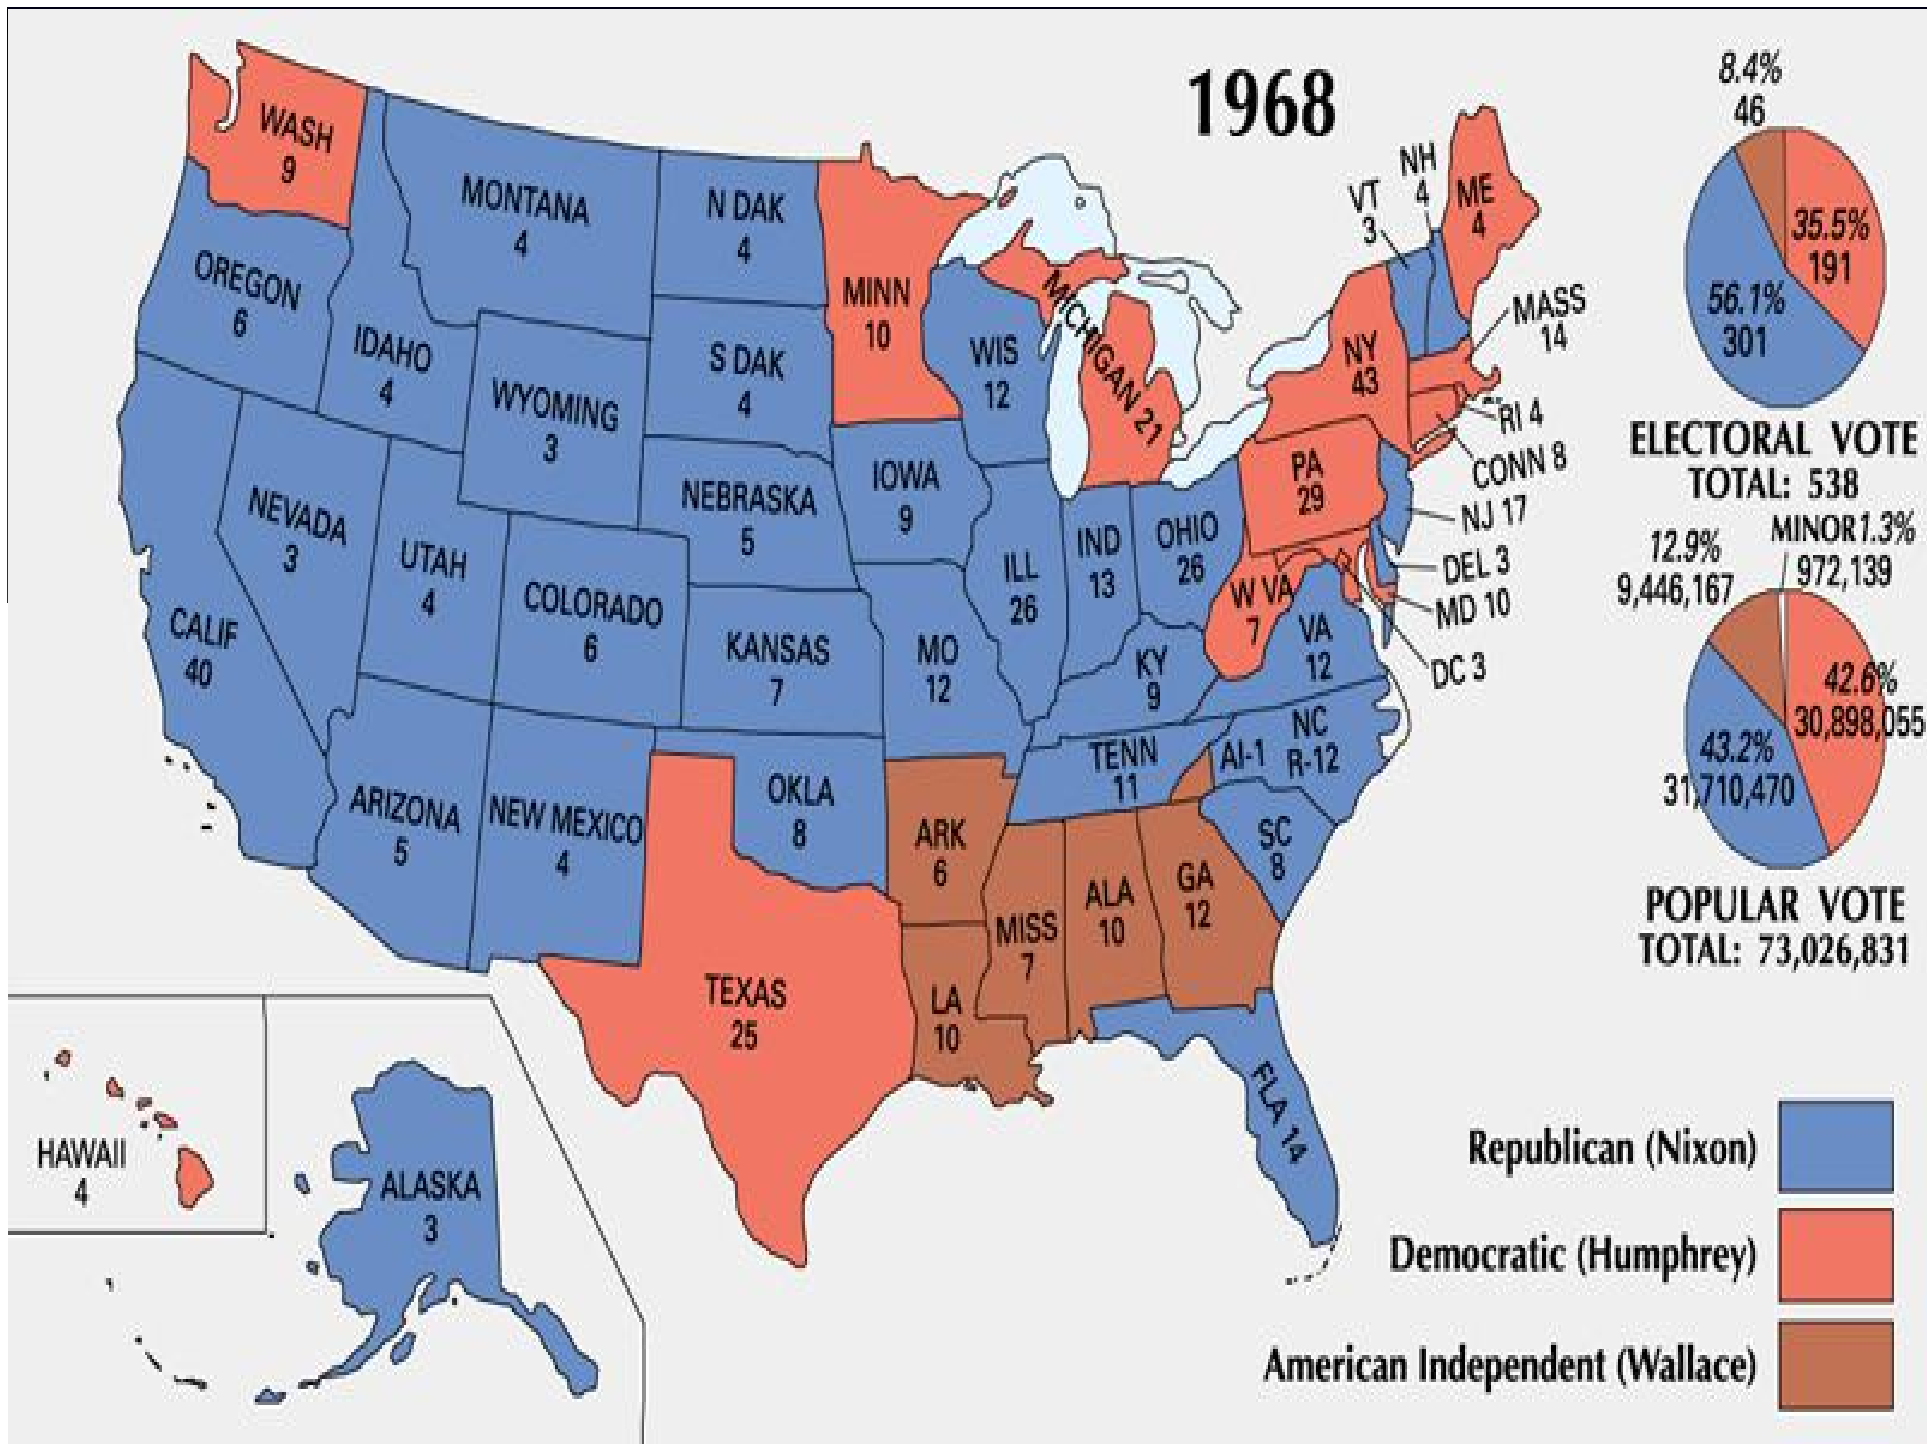 1968
WASH
9
OREGON
6
CALIF
40
NEVADA
3
IDAHO
4
MONTANA
4
WYOMING
3
UTAH
4
COLORADO
6
ARIZONA
5
NEW MEXICO
4
N DAK
4
S DAK
4
NEBRASKA
5
KANSAS
7
OKLA
8
TEXAS
25
MINN
10
IOWA
9
MO
12
ARK
6
LA
10
WIS
12
ILL
26
MICHIGAN 21
IND
13
OHIO
26
KY
9
TENN
11
MISS
7
ALA
10
GA
12
FLA 14
SC
8
NC
AI-1 R-12
VA
12
W VA
7
PA
29
NY
43
VT
3
NH
4
ME
4
MASS
14
RI 4
CONN 8
NJ 17
DEL 3
MD 10
DC 3
HAWAII
4
ALASKA
3
8.4%
46
35.5%
191
56.1%
301
ELECTORAL VOTE
TOTAL: 538
MINOR 1.3%
972,139
12.9%
9,446,167
42.6%
30,898,055
43.2%
31,710,470
POPULAR VOTE
TOTAL: 73,026,831
Republican (Nixon)
Democratic (Humphrey)
American Independent (Wallace)